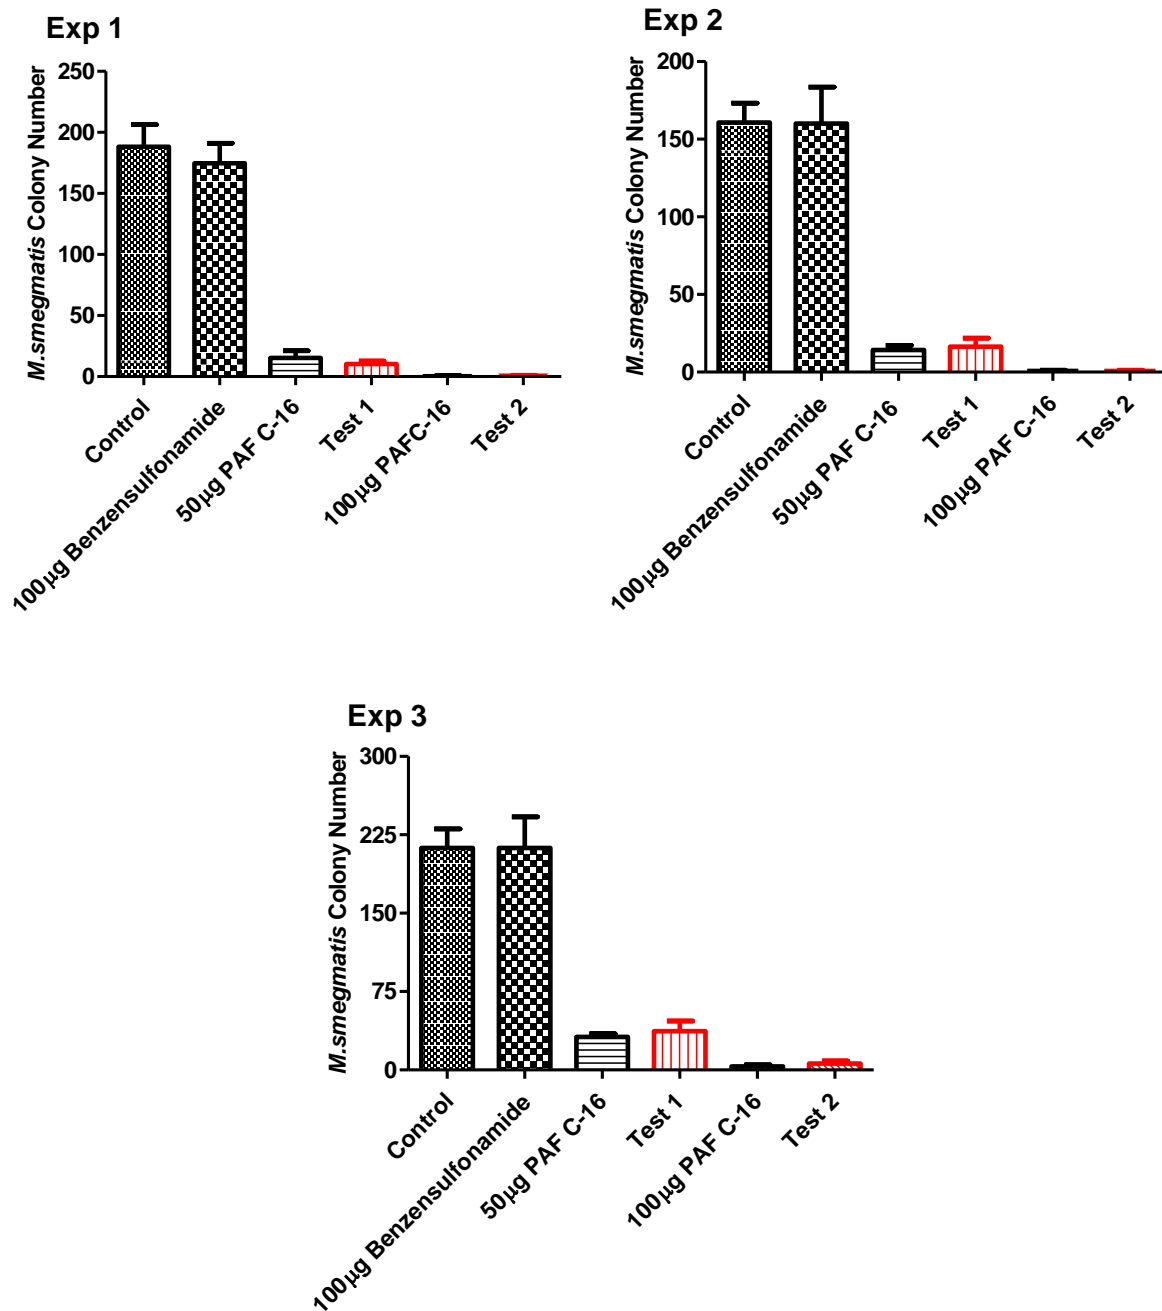 Exp 1
M.smegmatis Colony Number
250
200
150
100
50
0
Control
100µg Benzensulfonamide
50µg PAF C-16
Test 1
100µg PAFC-16
Test 2
Exp 2
M.smegmatis Colony Number
200
150
100
50
0
Control
100µg Benzensulfonamide
50µg PAF C-16
Test 1
100µg PAF C-16
Test 2
Exp 3
M.smegmatis Colony Number
300
225
150
75
0
Control
100µg Benzensulfonamide
50µg PAF C-16
Test 1
100µg PAF C-16
Test 2